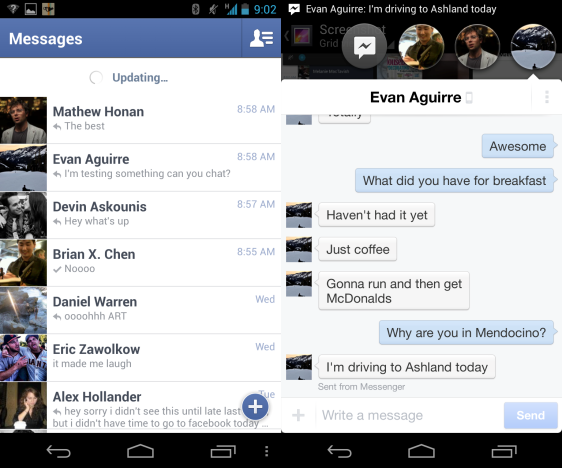 9:02
Messages
Updating...
Mathew Honan
8:58 AM
The best
Evan Aguirre
8:58 AM
I'm testing something can you chat?
Devin Askounis
8:57 AM
Hey what's up
Brian X. Chen
8:55 AM
Noooo
Daniel Warren
Wed
oooohhh ART
Eric Zawolkow
Wed
it made me laugh
Alex Hollander
Tue
hey sorry i didn't see this until late last
but i didn't have time to go to facebook today ...
Evan Aguirre: I'm driving to Ashland today
Grid
Evan Aguirre
Totally
Awesome
What did you have for breakfast
Haven't had it yet
Just coffee
Gonna run and then get
McDonalds
Why are you in Mendocino?
I'm driving to Ashland today
Sent from Messenger
Write a message
Send